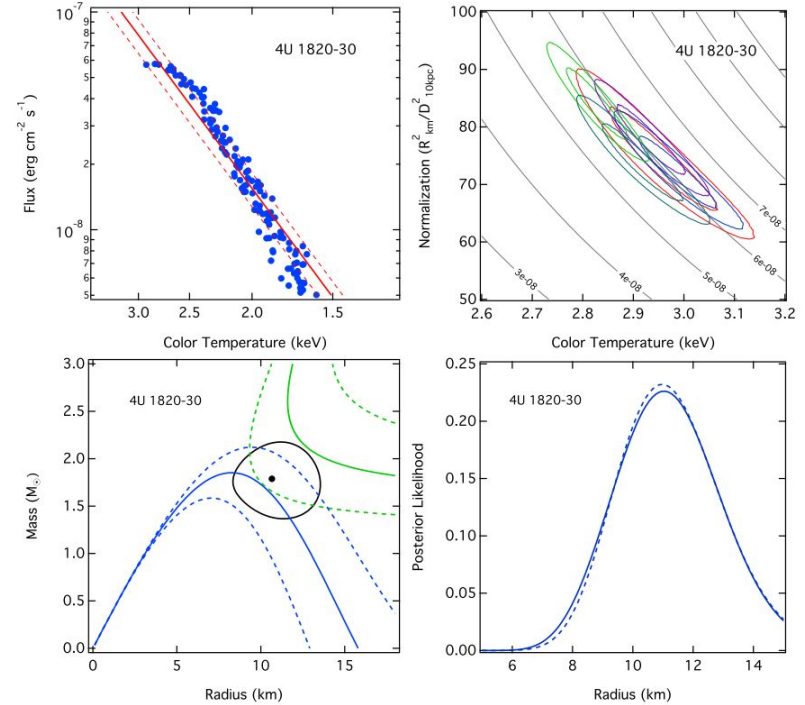 10^-7
9
8
7
6
5
4
3
2
10^-8
9
8
7
6
5
4U 1820-30
Flux (erg cm^-2 s^-1)
3.0 2.5 2.0 1.5
Color Temperature (keV)
100
90
80
70
60
50
4U 1820-30
Normalization (R^2_km/D^2_10kpc)
3e-08 4e-08 5e-08 6e-08 7e-08
2.6 2.7 2.8 2.9 3.0 3.1 3.2
Color Temperature (keV)
3.0
2.5
2.0
1.5
1.0
0.5
0.0
4U 1820-30
Mass (M☉)
0 5 10 15
Radius (km)
0.25
0.20
0.15
0.10
0.05
0.00
4U 1820-30
Posterior Likelihood
6 8 10 12 14
Radius (km)